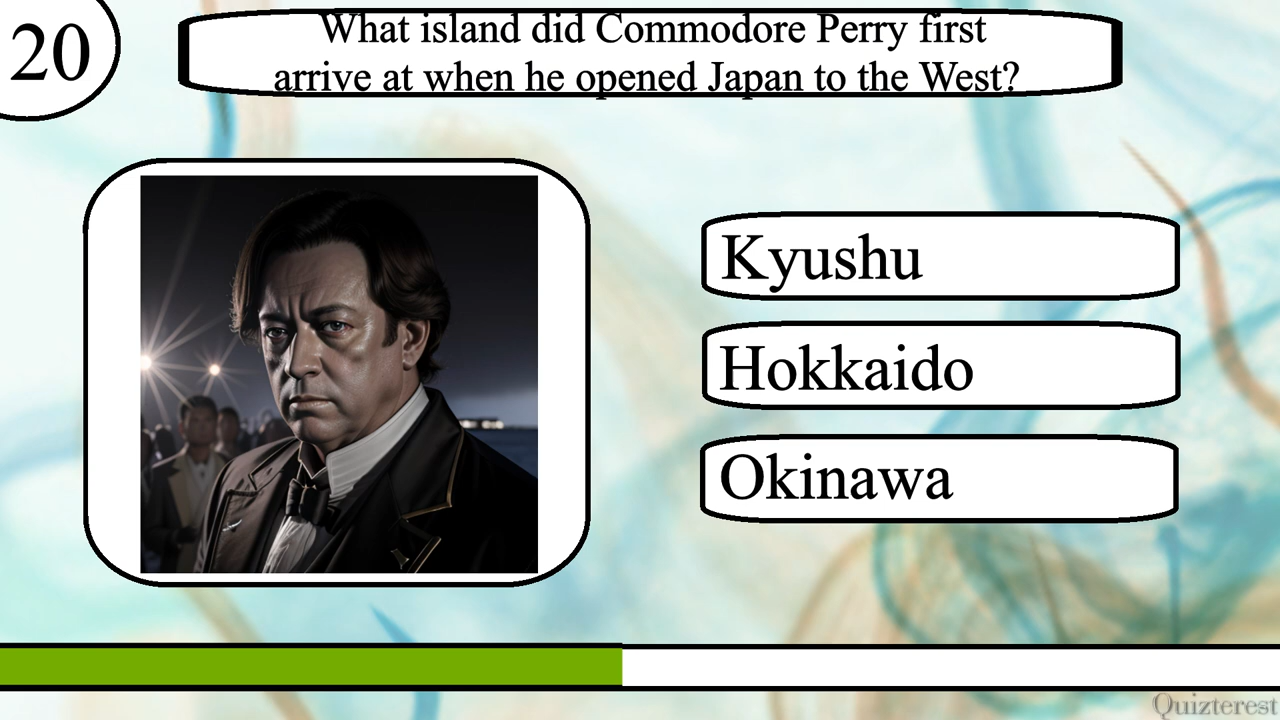 20
What island did Commodore Perry first
arrive at when he opened Japan to the West?
Kyushu
Hokkaido
Okinawa
Quizterest